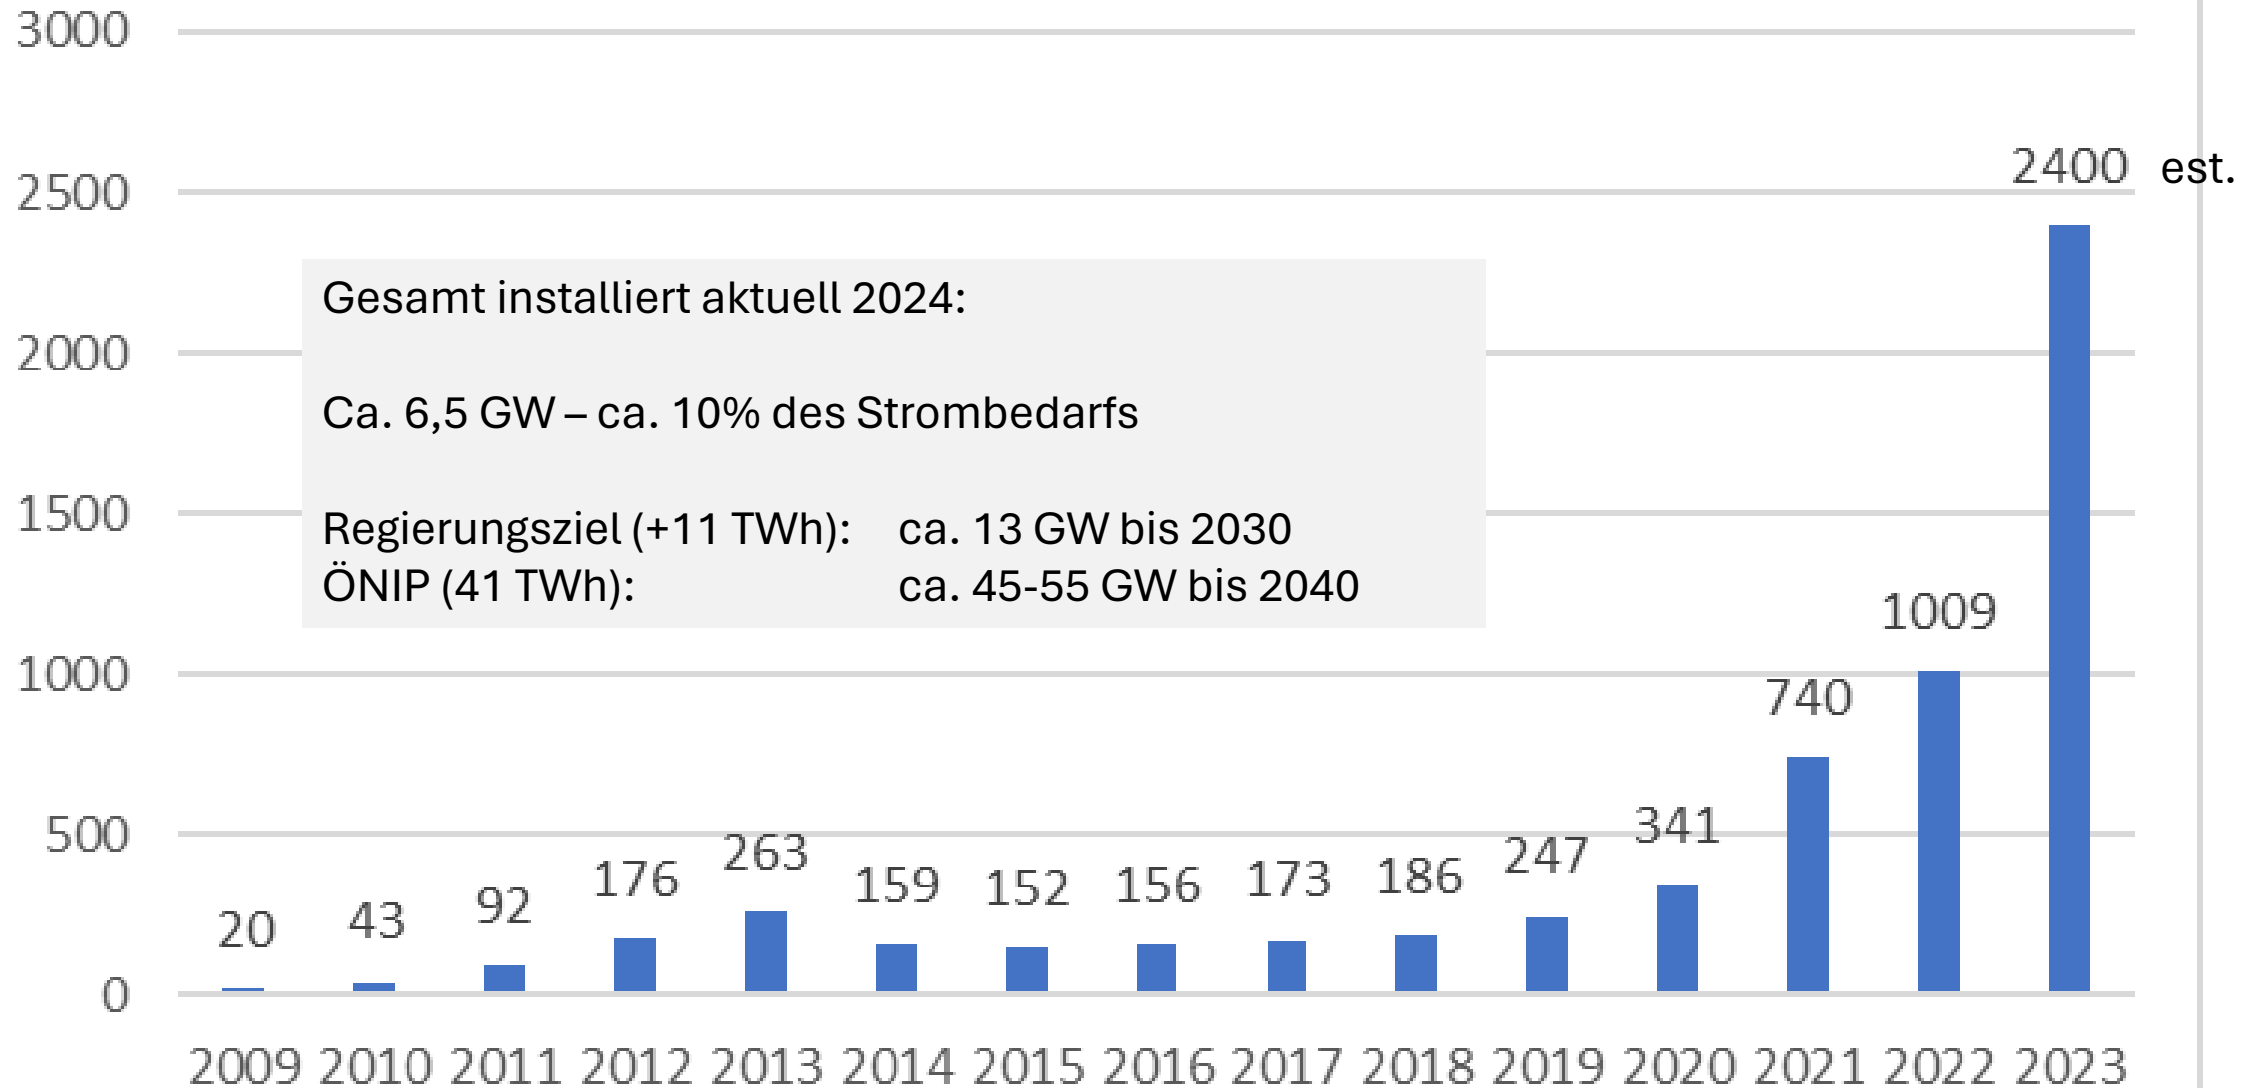 3000
2500
2000
1500
1000
500
0
2400 est.
Gesamt installiert aktuell 2024:
Ca. 6,5 GW – ca. 10% des Strombedarfs
Regierungsziel (+11 TWh): ca. 13 GW bis 2030
ÖNIP (41 TWh): ca. 45-55 GW bis 2040
20 43 92 176 263 159 152 156 173 186 247 341 740 1009
2009 2010 2011 2012 2013 2014 2015 2016 2017 2018 2019 2020 2021 2022 2023